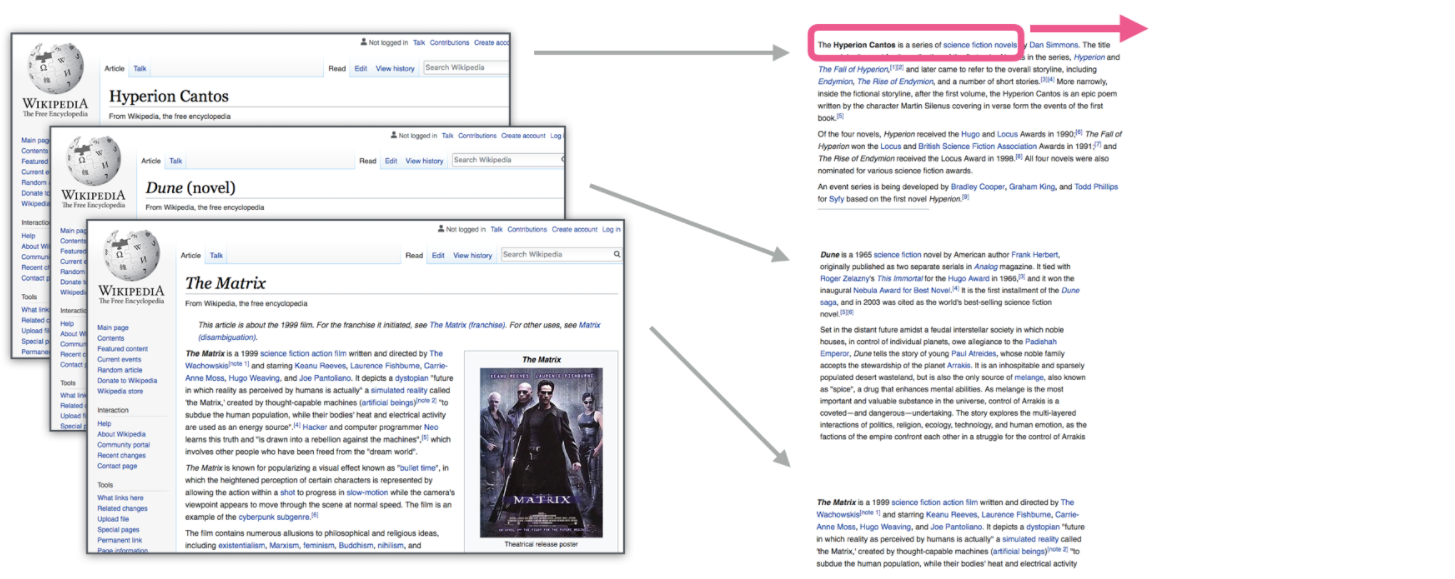 Not logged in Talk Contributions Create acc
Article Talk Read Edit View history Search Wikipedia
WIKIPEDIA
The Free Encyclopedia
Hyperion Cantos
From Wikipedia, the free encyclopedia
Main pag
Contents
Featured
Current e
Random a
Donate to
Wikipedia
Interactio
Help
About Wi
Communi
Recent ch
Contact p
Tools
What link
Related c
Upload fil
Special p
Permanen
Not logged in Talk Contributions Create account Log i
Article Talk Read Edit View history Search Wikipedia
WIKIPEDIA
The Free Encyclopedia
Dune (novel)
From Wikipedia, the free encyclopedia
Main pag
Contents
Featured
Current e
Random
Donate to
Wikipedi
Interactio
Help
About W
Commun
Recent c
Contact p
Tools
What lin
Related c
Upload f
Special p
Not logged in Talk Contributions Create account Log in
Article Talk Read Edit View history Search Wikipedia
WIKIPEDIA
The Free Encyclopedia
The Matrix
From Wikipedia, the free encyclopedia
This article is about the 1999 film. For the franchise it initiated, see The Matrix (franchise). For other uses, see Matrix
(disambiguation).
Main page
Contents
Featured content
Current events
Random article
Donate to Wikipedia
Wikipedia store
Interaction
Help
About Wikipedia
Community portal
Recent changes
Contact page
Tools
What links here
Related changes
Upload file
Special pages
Permanent link
Page information
The Matrix is a 1999 science fiction action film written and directed by The
Wachowskis[note 1] and starring Keanu Reeves, Laurence Fishburne, Carrie-
Anne Moss, Hugo Weaving, and Joe Pantoliano. It depicts a dystopian "future
in which reality as perceived by humans is actually" a simulated reality called
'the Matrix,' created by thought-capable machines (artificial beings)[note 2] "to
subdue the human population, while their bodies' heat and electrical activity
are used as an energy source".[4] Hacker and computer programmer Neo
learns this truth and "is drawn into a rebellion against the machines",[5] which
involves other people who have been freed from the "dream world".
The Matrix is known for popularizing a visual effect known as "bullet time", in
which the heightened perception of certain characters is represented by
allowing the action within a shot to progress in slow-motion while the camera's
viewpoint appears to move through the scene at normal speed. The film is an
example of the cyberpunk subgenre.[6]
The film contains numerous allusions to philosophical and religious ideas,
including existentialism, Marxism, feminism, Buddhism, nihilism, and
The Matrix
KEANU REEVES LAURENCE FISHBURNE
MATRIX
Theatrical release poster
The Hyperion Cantos is a series of science fiction novels by Dan Simmons. The title
in the series, Hyperion and
The Fall of Hyperion,[1][2] and later came to refer to the overall storyline, including
Endymion, The Rise of Endymion, and a number of short stories.[3][4] More narrowly,
inside the fictional storyline, after the first volume, the Hyperion Cantos is an epic poem
written by the character Martin Silenus covering in verse form the events of the first
book.[5]
Of the four novels, Hyperion received the Hugo and Locus Awards in 1990;[6] The Fall of
Hyperion won the Locus and British Science Fiction Association Awards in 1991;[7] and
The Rise of Endymion received the Locus Award in 1998.[8] All four novels were also
nominated for various science fiction awards.
An event series is being developed by Bradley Cooper, Graham King, and Todd Phillips
for Syfy based on the first novel Hyperion.[9]
Dune is a 1965 science fiction novel by American author Frank Herbert,
originally published as two separate serials in Analog magazine. It tied with
Roger Zelazny's This Immortal for the Hugo Award in 1966,[3] and it won the
inaugural Nebula Award for Best Novel.[4] It is the first installment of the Dune
saga, and in 2003 was cited as the world's best-selling science fiction
novel.[5][6]
Set in the distant future amidst a feudal interstellar society in which noble
houses, in control of individual planets, owe allegiance to the Padishah
Emperor, Dune tells the story of young Paul Atreides, whose noble family
accepts the stewardship of the planet Arrakis. It is an inhospitable and sparsely
populated desert wasteland, but is also the only source of melange, also known
as "spice", a drug that enhances mental abilities. As melange is the most
important and valuable substance in the universe, control of Arrakis is a
coveted—and dangerous—undertaking. The story explores the multi-layered
interactions of politics, religion, ecology, technology, and human emotion, as the
factions of the empire confront each other in a struggle for the control of Arrakis
The Matrix is a 1999 science fiction action film written and directed by The
Wachowskis[note 1] and starring Keanu Reeves, Laurence Fishburne, Carrie-
Anne Moss, Hugo Weaving, and Joe Pantoliano. It depicts a dystopian "future
in which reality as perceived by humans is actually" a simulated reality called
'the Matrix,' created by thought-capable machines (artificial beings)[note 2] "to
subdue the human population, while their bodies' heat and electrical activity